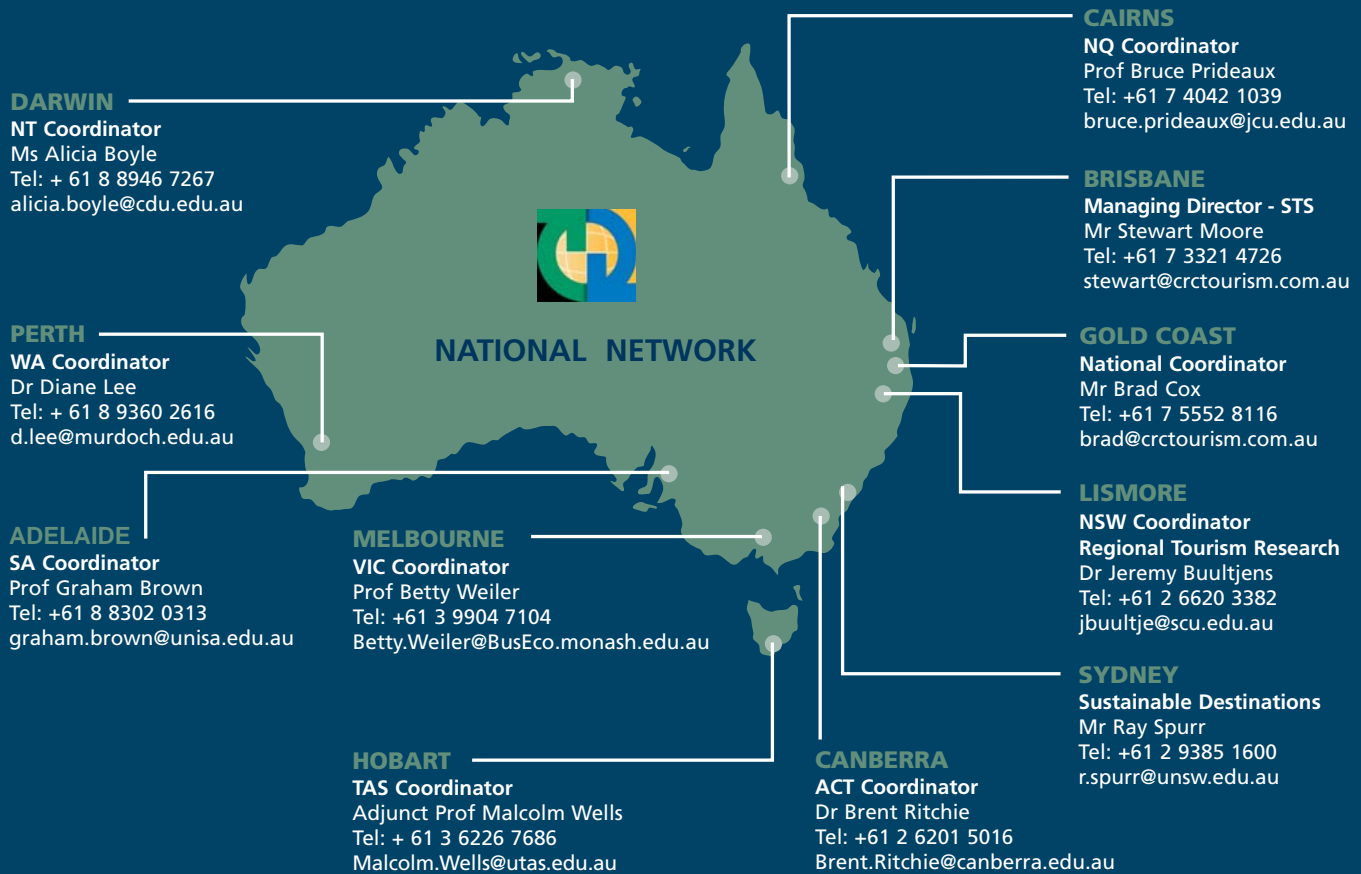 DARWIN
NT Coordinator
Ms Alicia Boyle
Tel: + 61 8 8946 7267
alicia.boyle@cdu.edu.au
PERTH
WA Coordinator
Dr Diane Lee
Tel: + 61 8 9360 2616
d.lee@murdoch.edu.au
ADELAIDE
SA Coordinator
Prof Graham Brown
Tel: +61 8 8302 0313
graham.brown@unisa.edu.au
NATIONAL NETWORK
MELBOURNE
VIC Coordinator
Prof Betty Weiler
Tel: +61 3 9904 7104
Betty.Weiler@BusEco.monash.edu.au
HOBART
TAS Coordinator
Adjunct Prof Malcolm Wells
Tel: + 61 3 6226 7686
Malcolm.Wells@utas.edu.au
CANBERRA
ACT Coordinator
Dr Brent Ritchie
Tel: +61 2 6201 5016
Brent.Ritchie@canberra.edu.au
CAIRNS
NQ Coordinator
Prof Bruce Prideaux
Tel: +61 7 4042 1039
bruce.prideaux@jcu.edu.au
BRISBANE
Managing Director - STS
Mr Stewart Moore
Tel: +61 7 3321 4726
stewart@crctourism.com.au
GOLD COAST
National Coordinator
Mr Brad Cox
Tel: +61 7 5552 8116
brad@crctourism.com.au
LISMORE
NSW Coordinator
Regional Tourism Research
Dr Jeremy Buultjens
Tel: +61 2 6620 3382
jbuultje@scu.edu.au
SYDNEY
Sustainable Destinations
Mr Ray Spurr
Tel: +61 2 9385 1600
r.spurr@unsw.edu.au